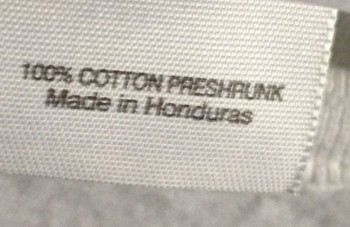 100% COTTON PRESHRUNK
Made in Honduras